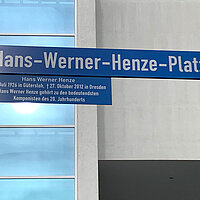 Hans-Werner-Henze-Platz
Hans Werner Henze
Juli 1926 in Gütersloh, † 27. Oktober 2012 in Dresden
Hans Werner Henze gehört zu den bedeutendsten
Komponisten des 20. Jahrhunderts